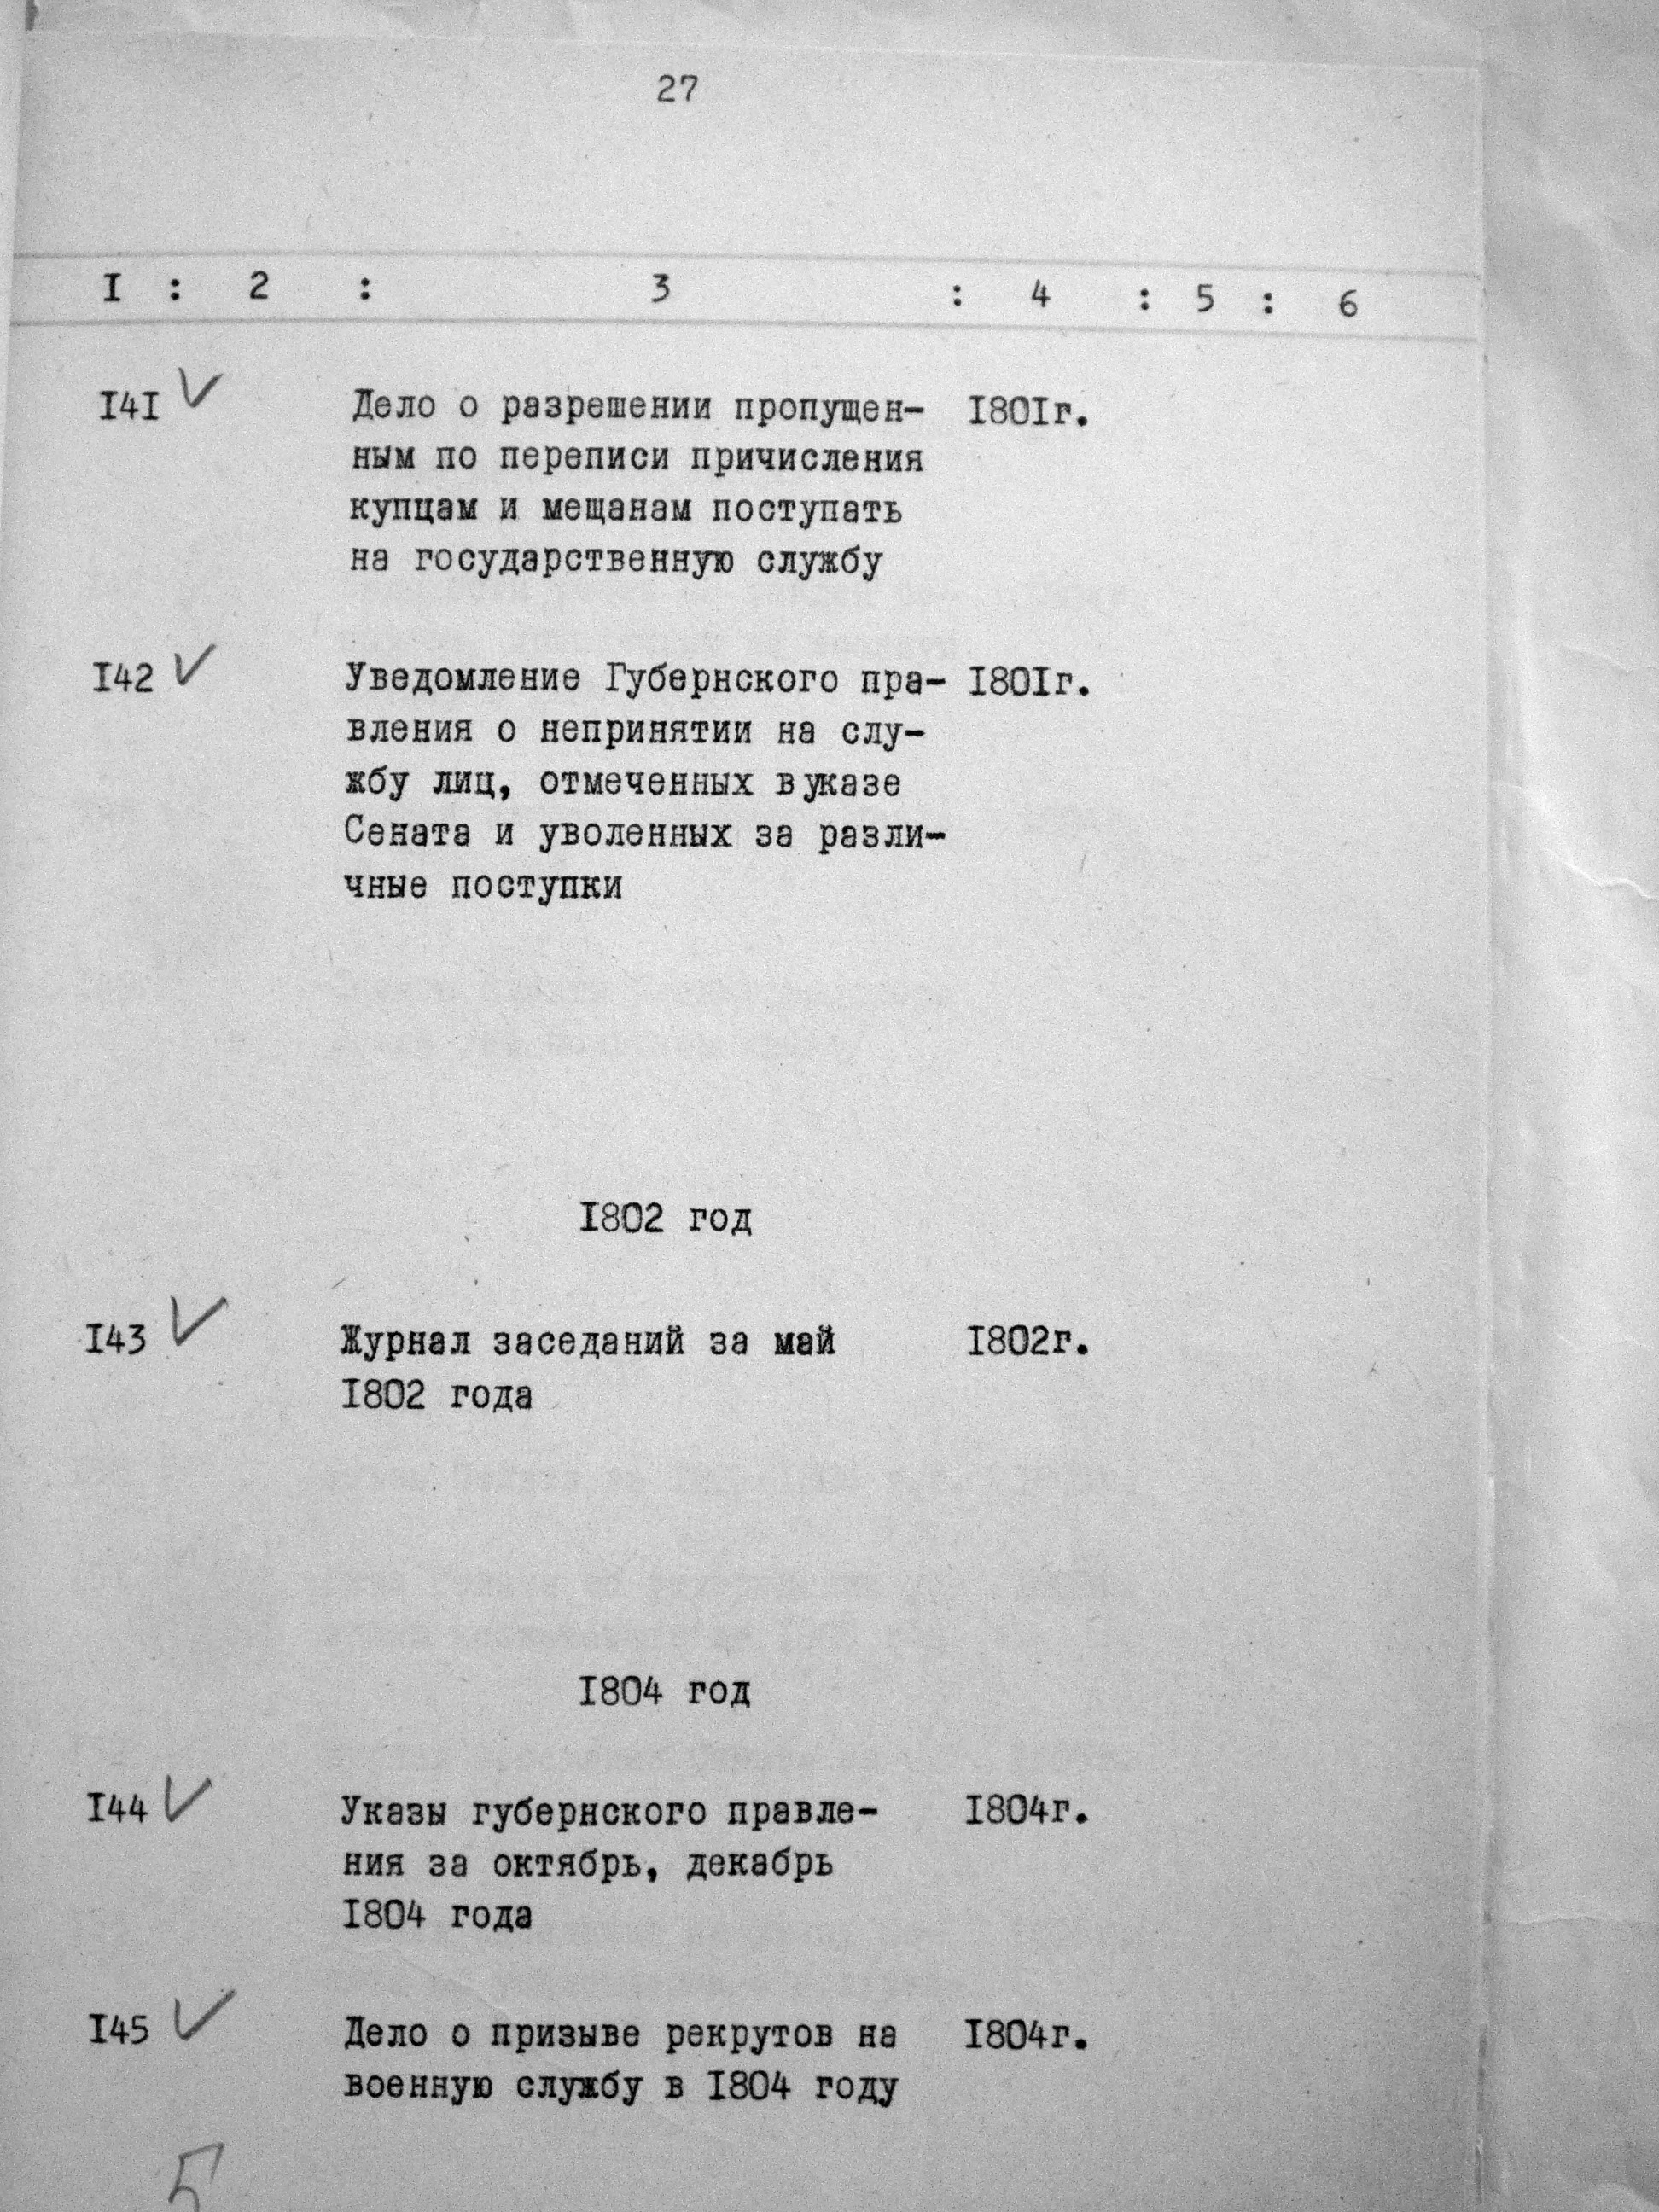 27
I : 2 : 3 : 4 : 5 : 6
I4I V Дело о разрешении пропущен- I80Iг.
ным по переписи причисления
купцам и мещанам поступать
на государственную службу
I42 V Уведомление Губернского пра- I80Iг.
вления о непринятии на слу-
жбу лиц, отмеченных в указе
Сената и уволенных за разли-
чные поступки
I802 год
I43 V Журнал заседаний за май I802г.
I802 года
I804 год
I44 V Указы губернского правле- I804г.
ния за октябрь, декабрь
I804 года
I45 V Дело о призыве рекрутов на I804г.
военную службу в I804 году
5